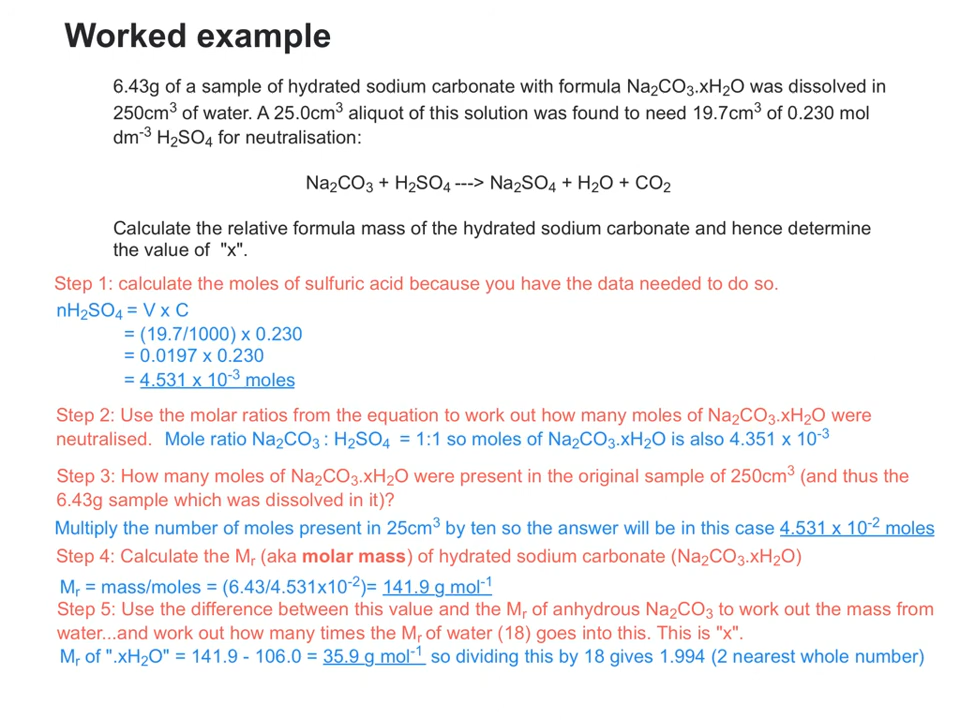 Worked example
6.43g of a sample of hydrated sodium carbonate with formula Na₂CO₃.xH₂O was dissolved in
250cm³ of water. A 25.0cm³ aliquot of this solution was found to need 19.7cm³ of 0.230 mol
dm⁻³ H₂SO₄ for neutralisation:
Na₂CO₃ + H₂SO₄ ---> Na₂SO₄ + H₂O + CO₂
Calculate the relative formula mass of the hydrated sodium carbonate and hence determine
the value of "x".
Step 1: calculate the moles of sulfuric acid because you have the data needed to do so.
nH₂SO₄ = V x C
= (19.7/1000) x 0.230
= 0.0197 x 0.230
= 4.531 x 10⁻³ moles
Step 2: Use the molar ratios from the equation to work out how many moles of Na₂CO₃.xH₂O were
neutralised. Mole ratio Na₂CO₃ : H₂SO₄ = 1:1 so moles of Na₂CO₃.xH₂O is also 4.351 x 10⁻³
Step 3: How many moles of Na₂CO₃.xH₂O were present in the original sample of 250cm³ (and thus the
6.43g sample which was dissolved in it)?
Multiply the number of moles present in 25cm³ by ten so the answer will be in this case 4.531 x 10⁻² moles
Step 4: Calculate the Mᵣ (aka molar mass) of hydrated sodium carbonate (Na₂CO₃.xH₂O)
Mᵣ = mass/moles = (6.43/4.531x10⁻²)= 141.9 g mol⁻¹
Step 5: Use the difference between this value and the Mᵣ of anhydrous Na₂CO₃ to work out the mass from
water...and work out how many times the Mᵣ of water (18) goes into this. This is "x".
Mᵣ of ".xH₂O" = 141.9 - 106.0 = 35.9 g mol⁻¹ so dividing this by 18 gives 1.994 (2 nearest whole number)